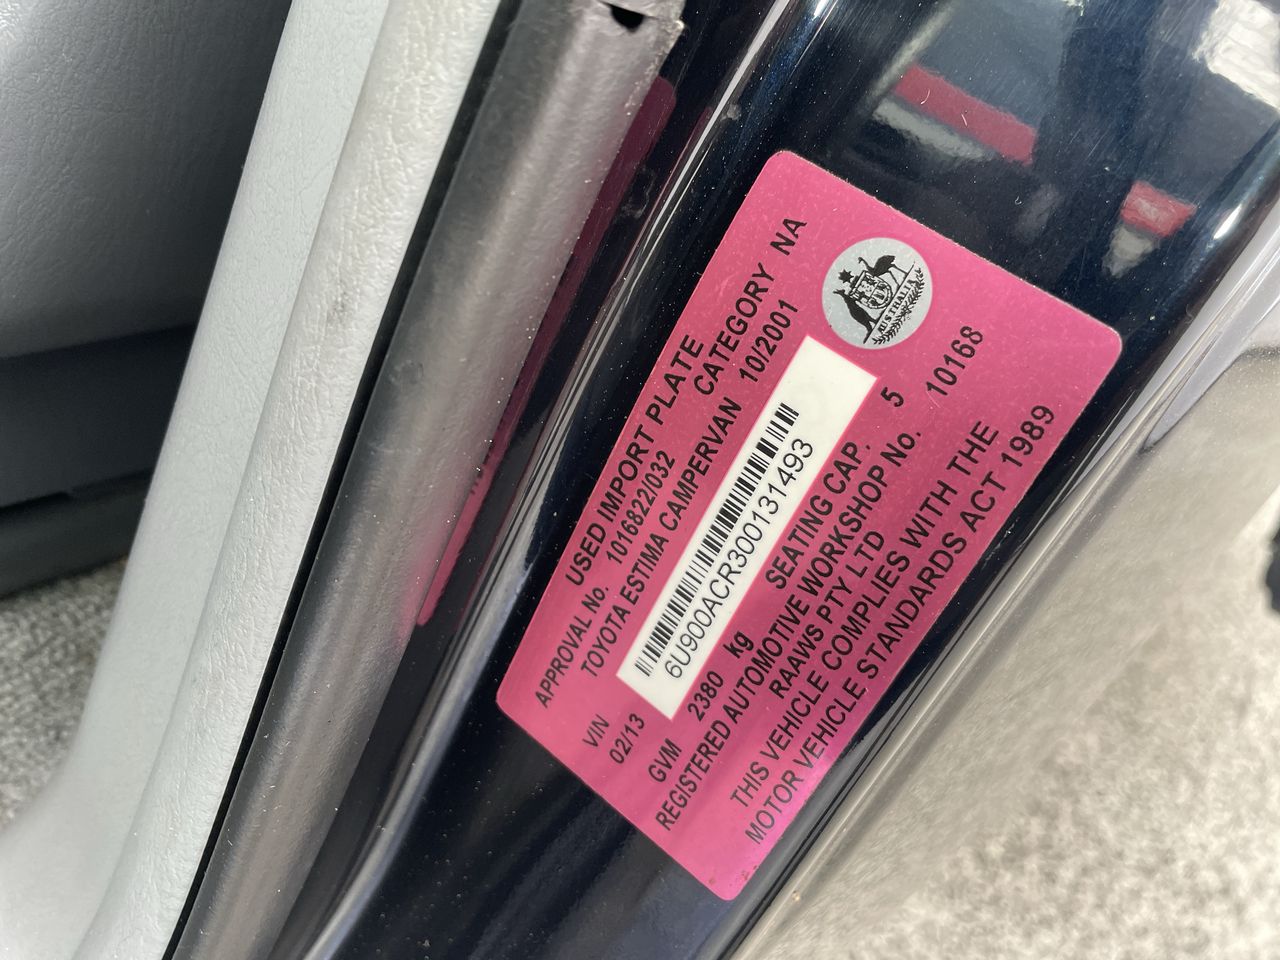 USED IMPORT PLATE
APPROVAL No. 1016822/032 CATEGORY NA
TOYOTA ESTIMA CAMPERVAN 10/2001
VIN
6U900ACR300131493
02/13
GVM 2380 kg SEATING CAP. 5
REGISTERED AUTOMOTIVE WORKSHOP No. 10168
RAAWS PTY LTD
THIS VEHICLE COMPLIES WITH THE
MOTOR VEHICLE STANDARDS ACT 1989
AUSTRALIA